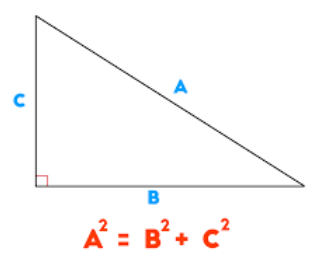 C
A
B
A² = B² + C²